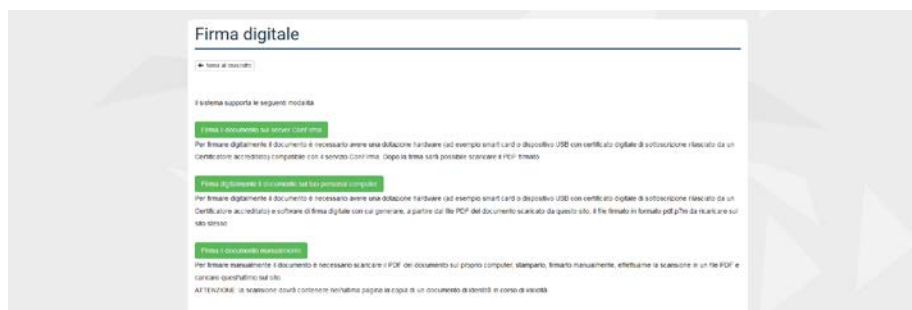 Firma digitale
torna al cruscotto
Il sistema supporta le seguenti modalità
Firma il documento sul server ConFirma
Per firmare digitalmente il documento è necessario avere una dotazione hardware (ad esempio smart card o dispositivo USB con certificato digitale di sottoscrizione rilasciato da un
Certificatore accreditato) compatibile con il servizio ConFirma. Dopo la firma sarà possibile scaricare il PDF firmato.
Firma digitalmente il documento sul tuo personal computer
Per firmare digitalmente il documento è necessario avere una dotazione hardware (ad esempio smart card o dispositivo USB con certificato digitale di sottoscrizione rilasciato da un
Certificatore accreditato) e software di firma digitale con cui generare, a partire dal file PDF del documento scaricato da questo sito, il file firmato in formato pdf.p7m da ricaricare sul
sito stesso
Firma il documento manualmente
Per firmare manualmente il documento è necessario scaricare il PDF del documento sul proprio computer, stamparlo, firmarlo manualmente, effettuarne la scansione in un file PDF e
caricare quest'ultimo sul sito.
ATTENZIONE: la scansione dovrà contenere nell'ultima pagina la copia di un documento di identità in corso di validità.